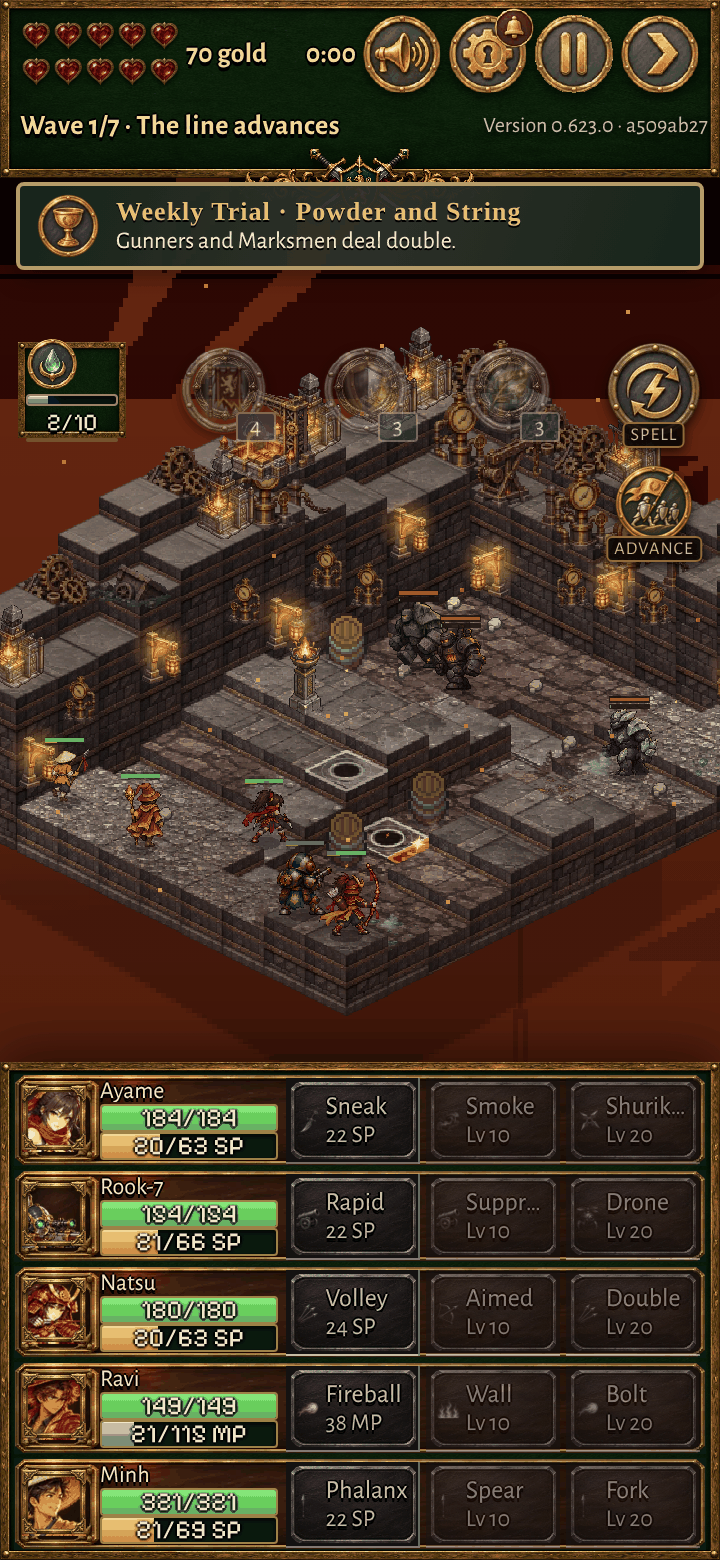 70 gold
0:00
Wave 1/7 · The line advances
Version 0.623.0 · a509ab27
Weekly Trial · Powder and String
Gunners and Marksmen deal double.
2/10
4
3
3
SPELL
ADVANCE
Ayame
184/184
20/63 SP
Sneak
22 SP
Smoke
Lv 10
Shurik...
Lv 20
Rook-7
194/194
21/66 SP
Rapid
22 SP
Suppr...
Lv 10
Drone
Lv 20
Natsu
180/180
20/63 SP
Volley
24 SP
Aimed
Lv 10
Double
Lv 20
Ravi
149/149
21/118 MP
Fireball
38 MP
Wall
Lv 10
Bolt
Lv 20
Minh
331/331
21/69 SP
Phalanx
22 SP
Spear
Lv 10
Fork
Lv 20